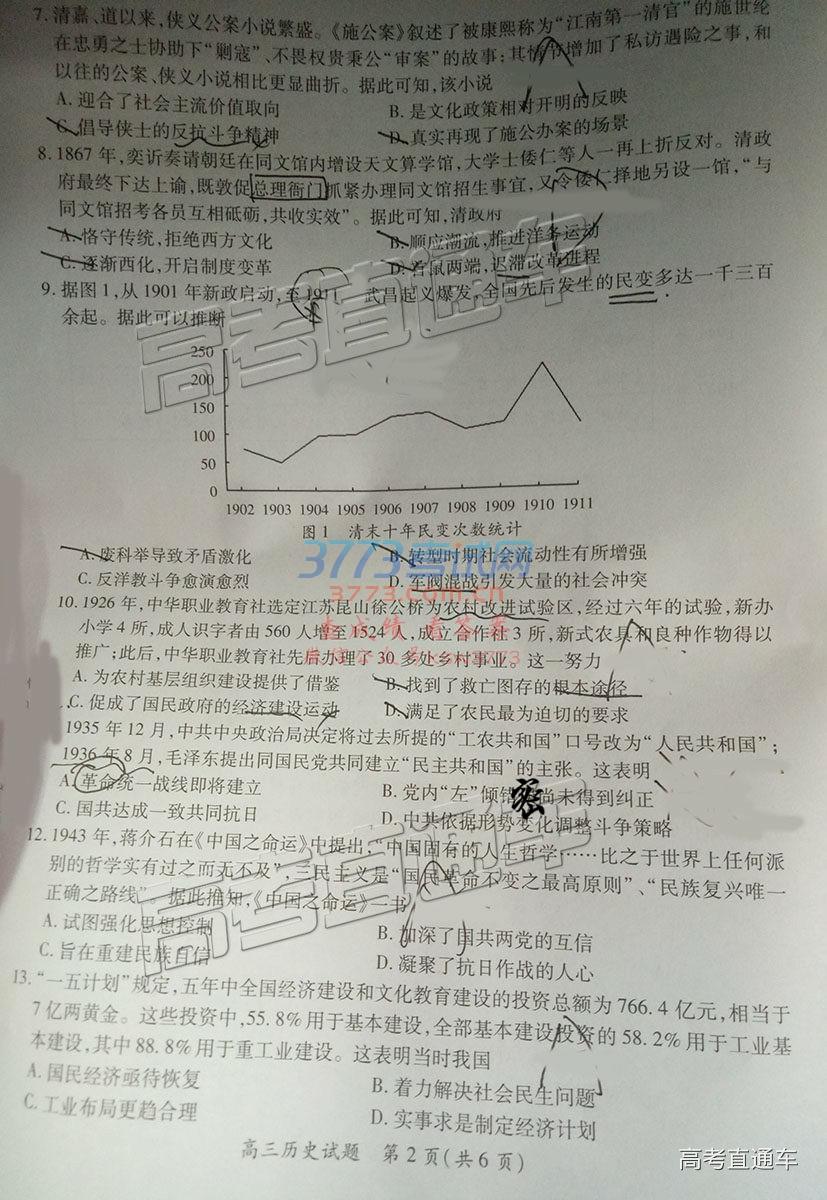 7. 清嘉、道以来，侠义公案小说繁盛。《施公案》叙述了被康熙称为“江南第一清官”的施世纶
在忠勇之士协助下“剿寇”、不畏权贵秉公“审案”的故事；其情节增加了私访遇险之事，和
以往的公案、侠义小说相比更显曲折。据此可知，该小说
A. 迎合了社会主流价值取向 B. 是文化政策相对开明的反映
C. 倡导侠士的反抗斗争精神 D. 真实再现了施公办案的场景
8. 1867 年，奕䜣奏请朝廷在同文馆内增设天文算学馆，大学士倭仁等人一再上折反对。清政
府最终下达上谕，既敦促总理衙门抓紧办理同文馆招生事宜，又令倭仁择地另设一馆，“与
同文馆招考各员互相砥砺，共收实效”。据此可知，清政府
A. 恪守传统，拒绝西方文化 B. 顺应潮流，推进洋务运动
C. 逐渐西化，开启制度变革 D. 首鼠两端，迟滞改革进程
9. 据图 1，从 1901 年新政启动，至 1911 武昌起义爆发，全国先后发生的民变多达一千三百
余起。据此可以推断
250
200
150
100
50
0
1902 1903 1904 1905 1906 1907 1908 1909 1910 1911
图 1 清末十年民变次数统计
A. 废科举导致矛盾激化 B. 转型时期社会流动性有所增强
C. 反洋教斗争愈演愈烈 D. 军阀混战引发大量的社会冲突
10. 1926 年，中华职业教育社选定江苏昆山徐公桥为农村改进试验区，经过六年的试验，新办
小学 4 所，成人识字者由 560 人增至 1524 人，成立合作社 3 所，新式农具和良种作物得以
推广；此后，中华职业教育社先后办理了 30 多处乡村事业。这一努力
A. 为农村基层组织建设提供了借鉴 B. 找到了救亡图存的根本途径
C. 促成了国民政府的经济建设运动 D. 满足了农民最为迫切的要求
1935 年 12 月，中共中央政治局决定将过去所提的“工农共和国”口号改为“人民共和国”；
1936 年 8 月，毛泽东提出同国民党共同建立“民主共和国”的主张。这表明
A. 革命统一战线即将建立 B. 党内“左”倾错 尚未得到纠正
C. 国共达成一致共同抗日 D. 中共依据形势变化调整斗争策略
密
12. 1943 年，蒋介石在《中国之命运》中提出：“中国固有的人生哲学……比之于世界上任何派
别的哲学实有过之而无不及”，三民主义是“国民革命不变之最高原则”、“民族复兴唯一
正确之路线”。据此推知，《中国之命运》一书
A. 试图强化思想控制 B. 加深了国共两党的互信
C. 旨在重建民族自信 D. 凝聚了抗日作战的人心
13. “一五计划”规定，五年中全国经济建设和文化教育建设的投资总额为 766.4 亿元，相当于
7 亿两黄金。这些投资中，55.8%用于基本建设，全部基本建设投资的 58.2%用于工业基
本建设，其中 88.8%用于重工业建设。这表明当时我国
A. 国民经济亟待恢复 B. 着力解决社会民生问题
C. 工业布局更趋合理 D. 实事求是制定经济计划
高三历史试题 第 2 页(共 6 页)
高考直通车
3773考试网
3773.com.cn
高考直通车
高考直通车